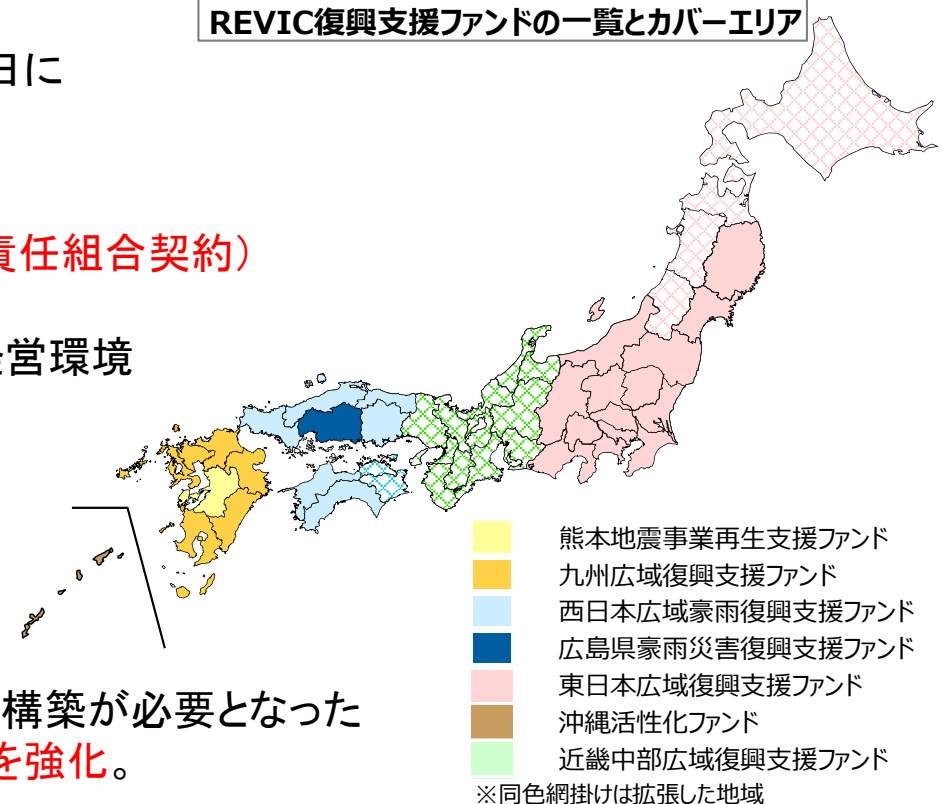 REVIC復興支援ファンドの一覧とカバーエリア
日に
責任組合契約）
営環境
構築が必要となった
を強化。
熊本地震事業再生支援ファンド
九州広域復興支援ファンド
西日本広域豪雨復興支援ファンド
広島県豪雨災害復興支援ファンド
東日本広域復興支援ファンド
沖縄活性化ファンド
近畿中部広域復興支援ファンド
※同色網掛けは拡張した地域